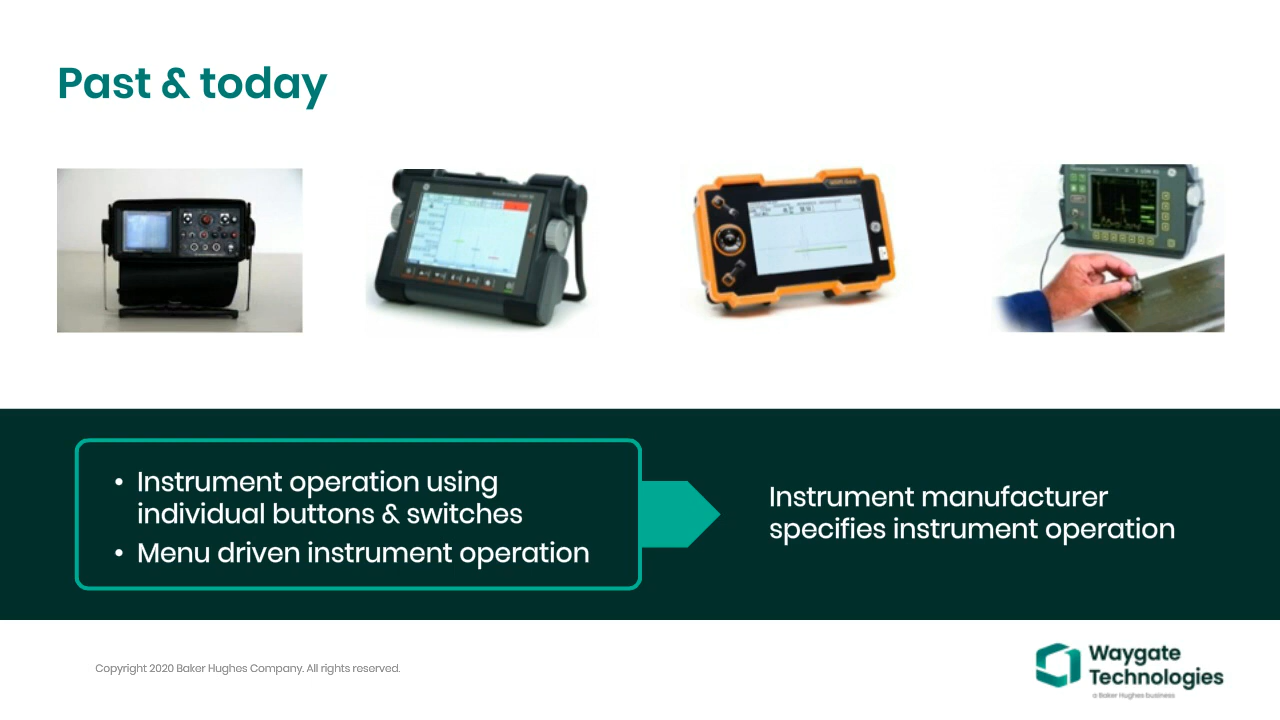 Past & today
• Instrument operation using
individual buttons & switches
• Menu driven instrument operation
Instrument manufacturer
specifies instrument operation
Copyright 2020 Baker Hughes Company. All rights reserved.
Waygate
Technologies
a Baker Hughes business